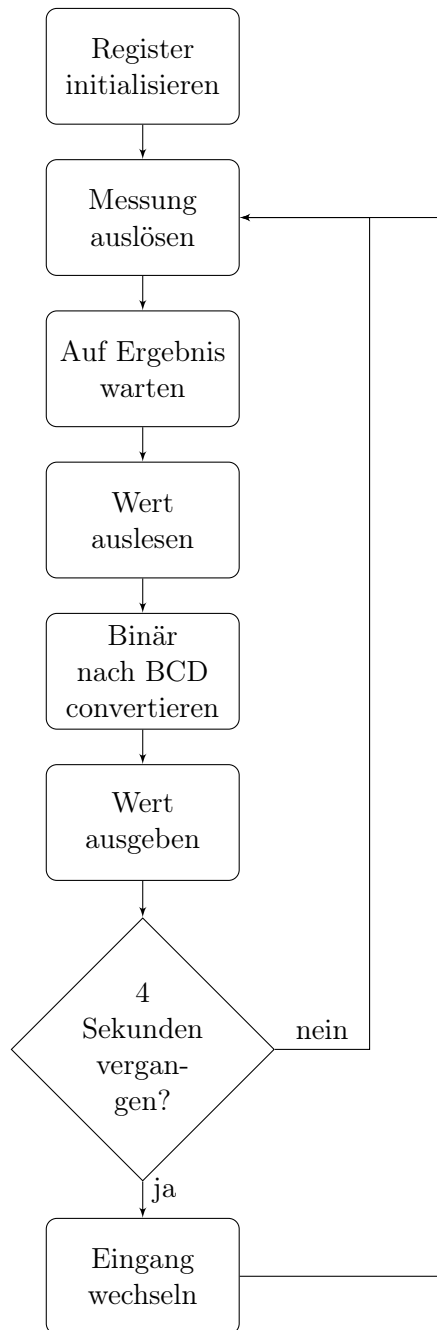 Register
initialisieren
Messung
auslösen
Auf Ergebnis
warten
Wert
auslesen
Binär
nach BCD
convertieren
Wert
ausgeben
4
Sekunden
vergan-
gen?
nein
ja
Eingang
wechseln